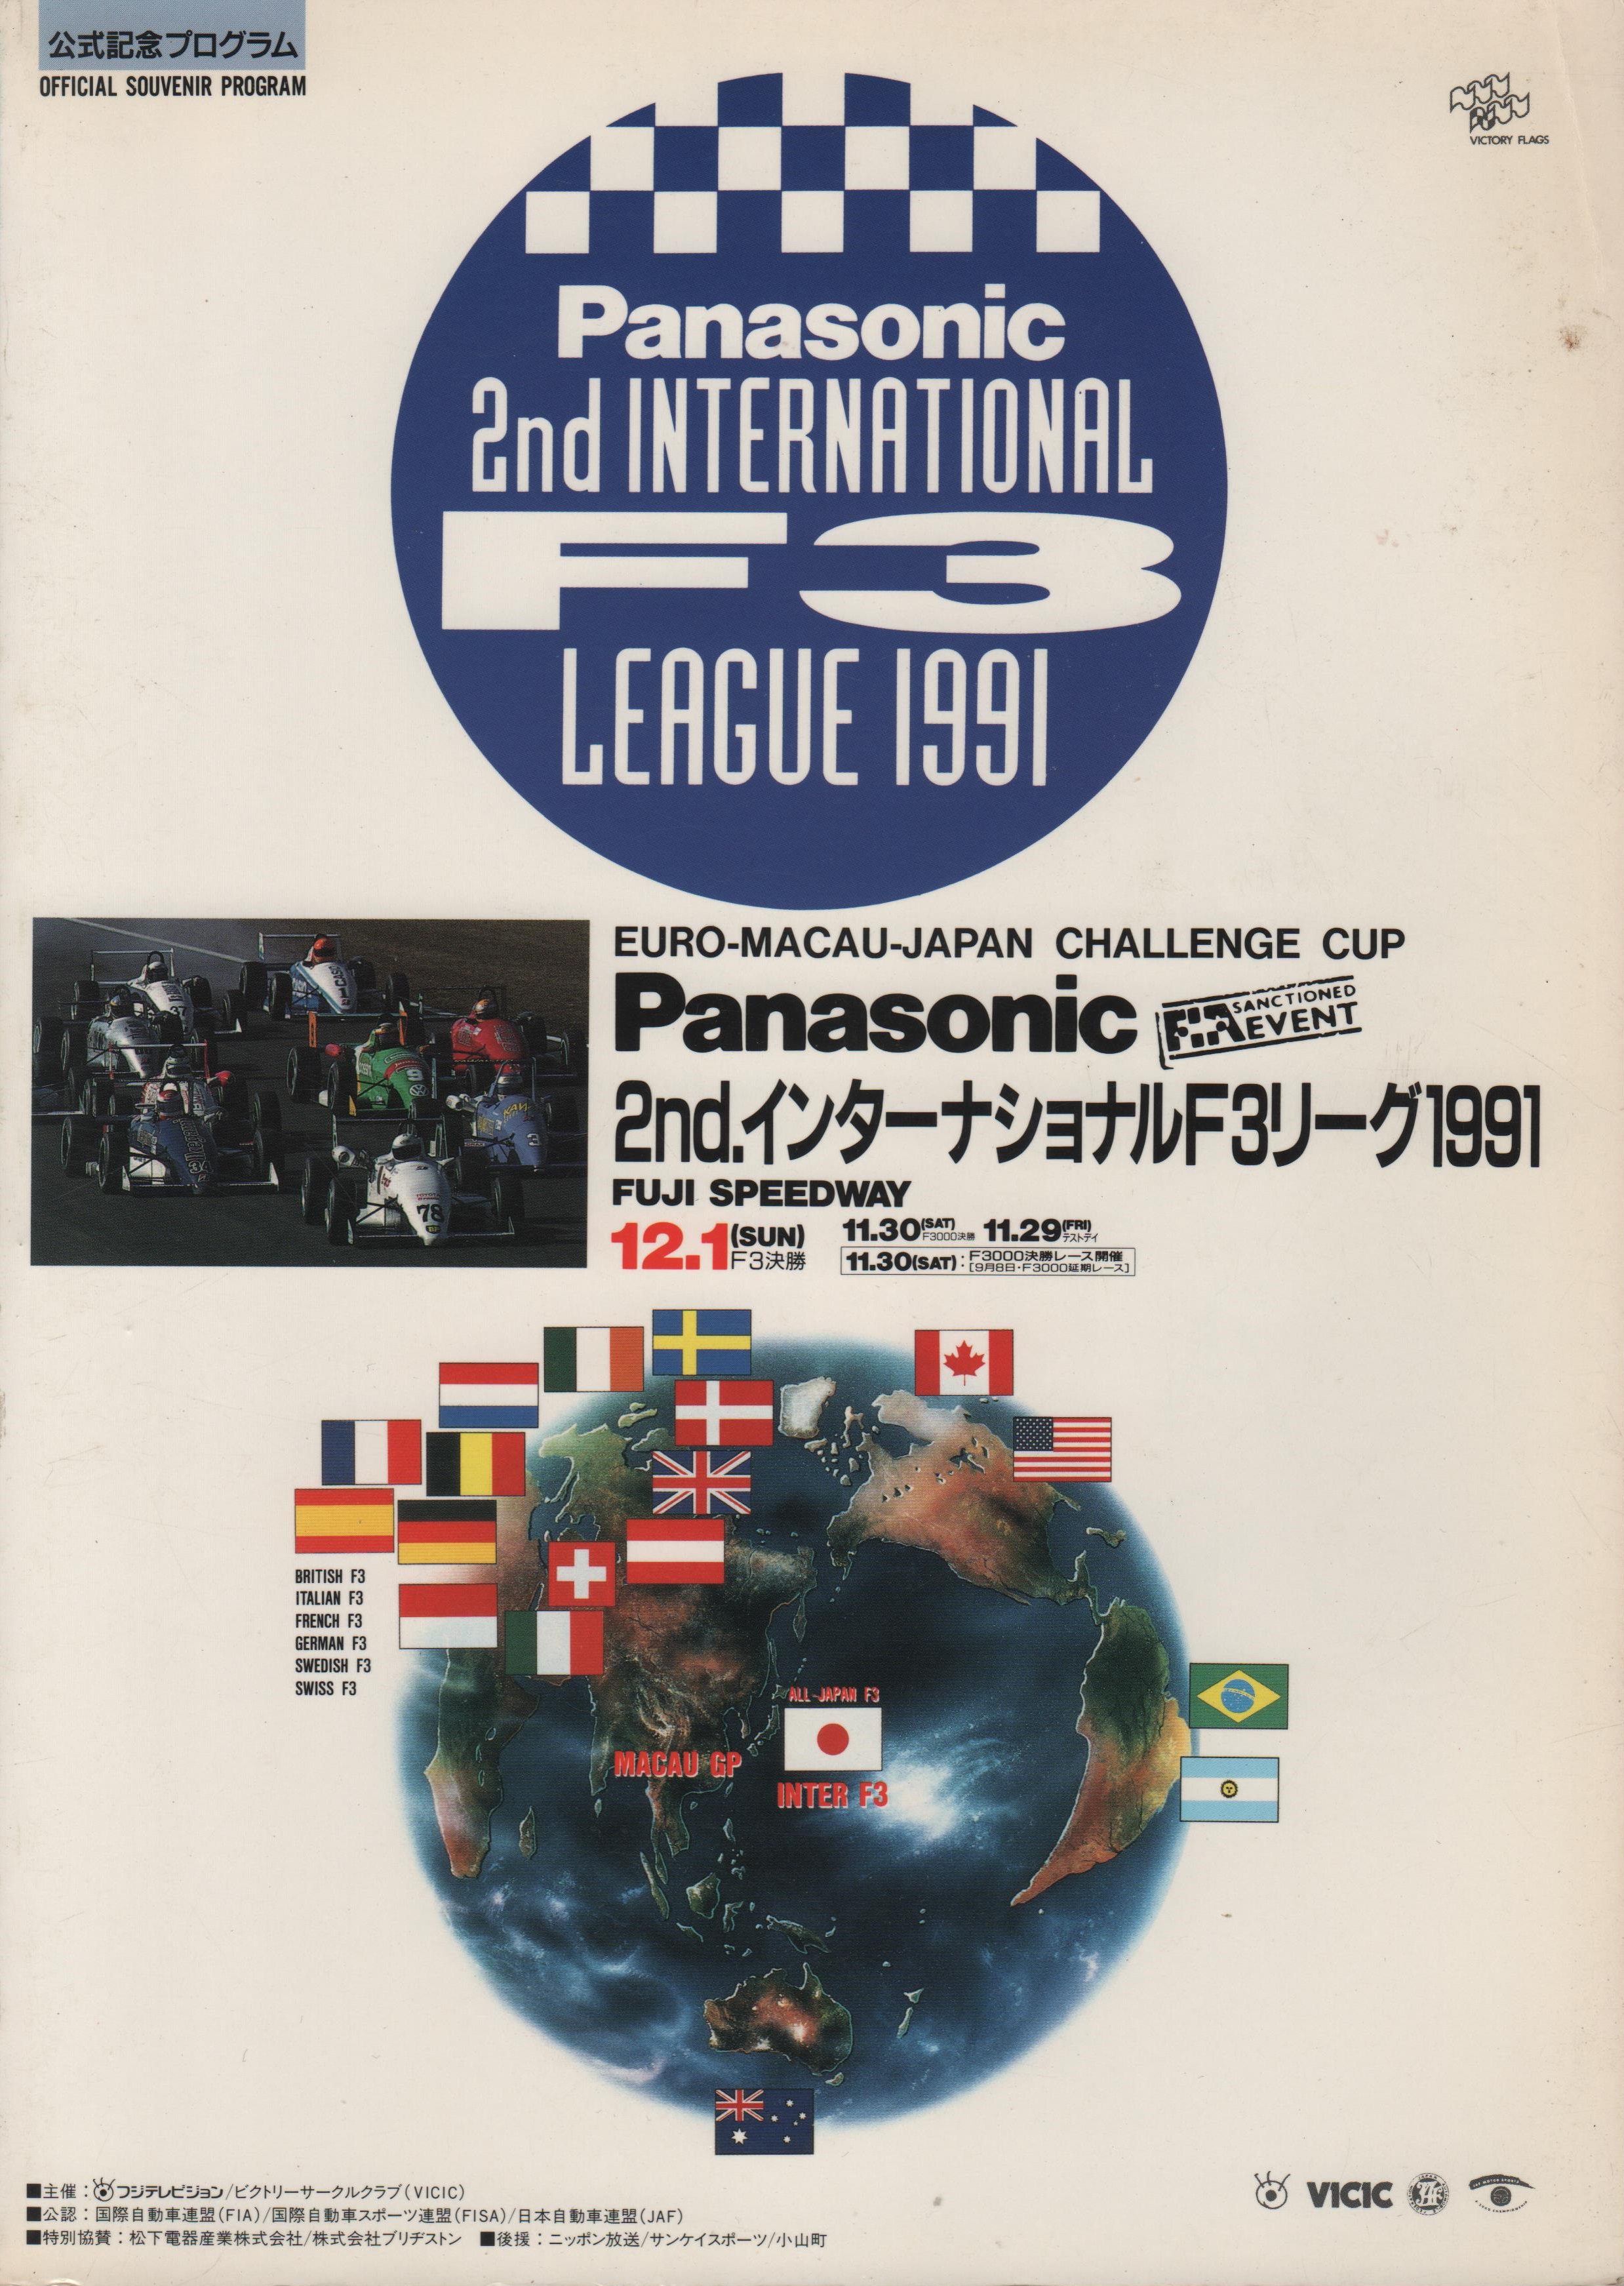 公式記念プログラム
OFFICIAL SOUVENIR PROGRAM
VICTORY FLAGS
Panasonic
2nd INTERNATIONAL
F3
LEAGUE 1991
EURO-MACAU-JAPAN CHALLENGE CUP
Panasonic
FIA SANCTIONED EVENT
2nd.インターナショナルF3リーグ1991
FUJI SPEEDWAY
12.1(SUN) F3決勝
11.30(SAT) F3000決勝 11.29(FRI) テストデイ
11.30(SAT):F3000決勝レース開催
[9月8日・F3000延期レース]
37
9
3
34
78
BRITISH F3
ITALIAN F3
FRENCH F3
GERMAN F3
SWEDISH F3
SWISS F3
ALL-JAPAN F3
MACAU GP
INTER F3
■主催:フジテレビジョン/ビクトリーサークルクラブ(VICIC)
■公認:国際自動車連盟(FIA)/国際自動車スポーツ連盟(FISA)/日本自動車連盟(JAF)
■特別協賛:松下電器産業株式会社/株式会社ブリヂストン ■後援:ニッポン放送/サンケイスポーツ/小山町
VICIC
JAF